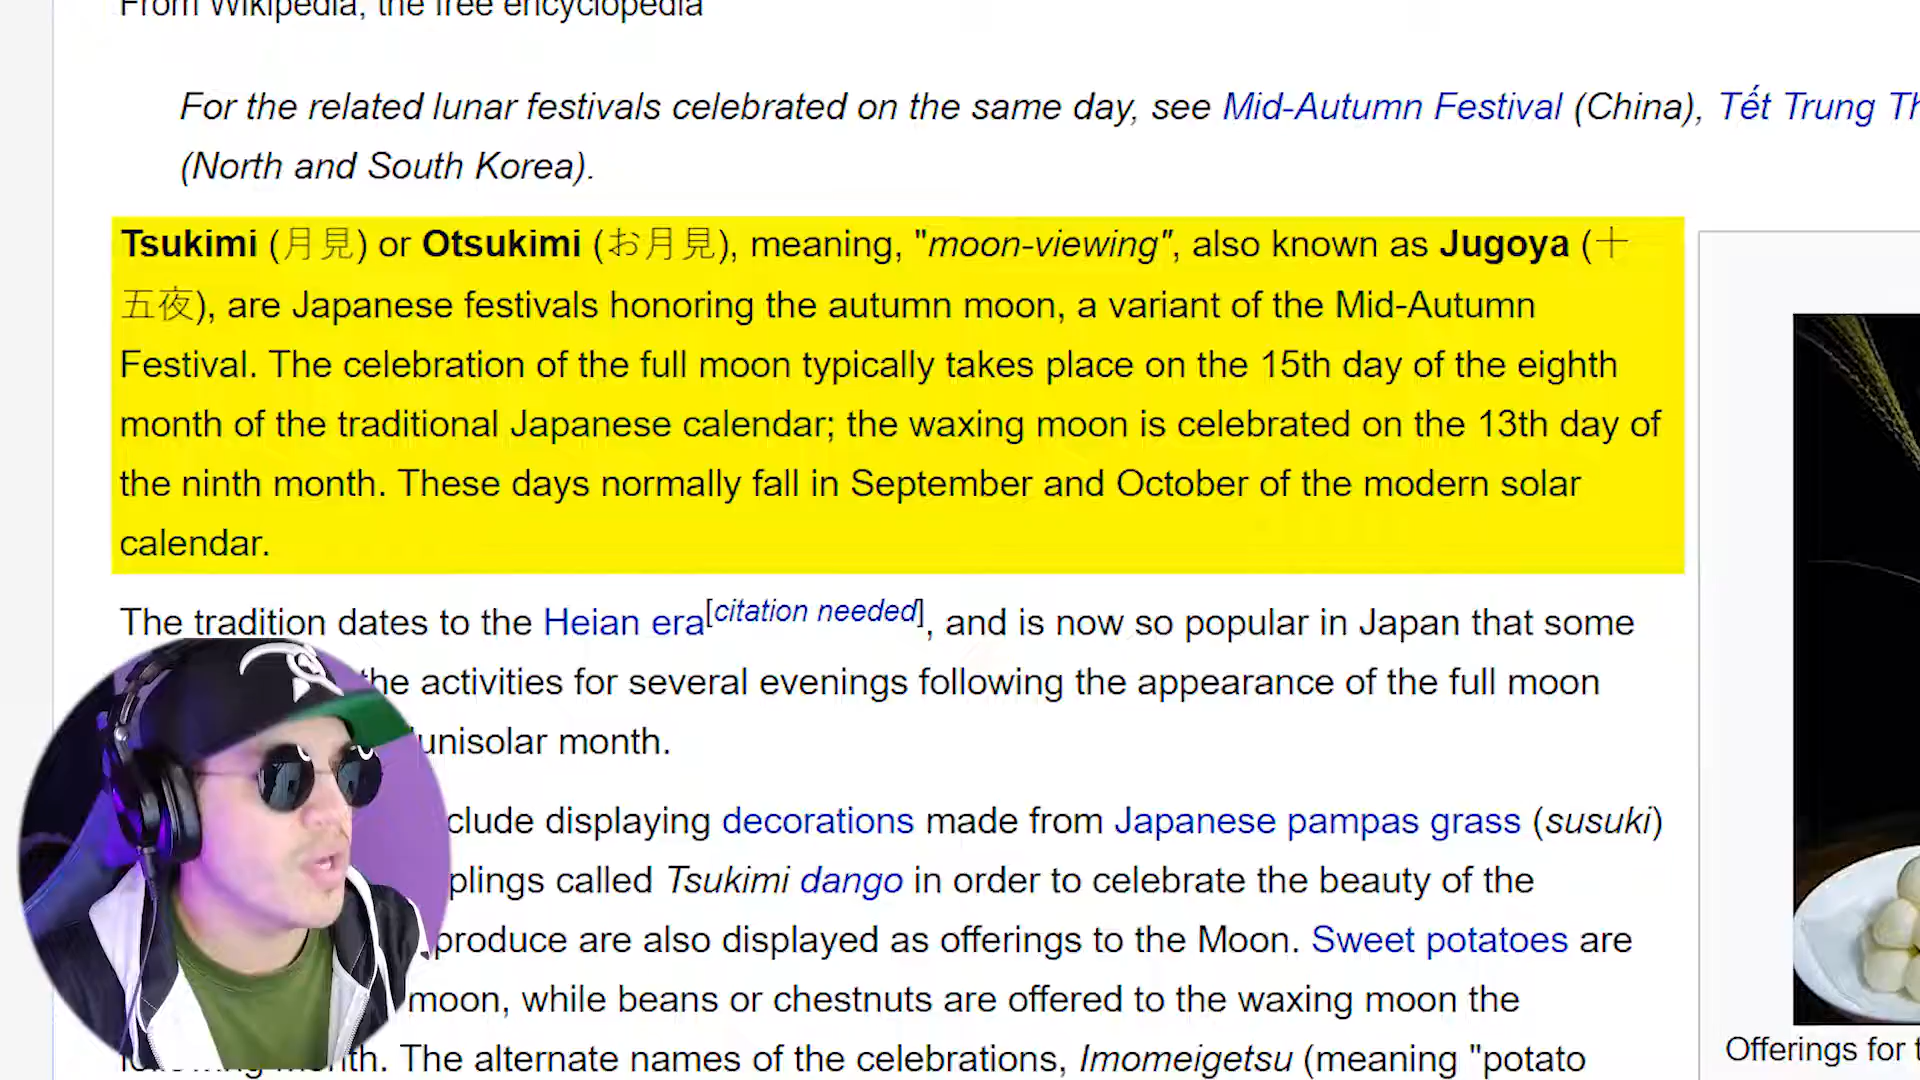 From Wikipedia, the free encyclopedia
For the related lunar festivals celebrated on the same day, see Mid-Autumn Festival (China), Tết Trung
(North and South Korea).
Tsukimi (月見) or Otsukimi (お月見), meaning, "moon-viewing", also known as Jugoya (十
五夜), are Japanese festivals honoring the autumn moon, a variant of the Mid-Autumn
Festival. The celebration of the full moon typically takes place on the 15th day of the eighth
month of the traditional Japanese calendar; the waxing moon is celebrated on the 13th day of
the ninth month. These days normally fall in September and October of the modern solar
calendar.
The tradition dates to the Heian era[citation needed], and is now so popular in Japan that some
the activities for several evenings following the appearance of the full moon
unisolar month.
clude displaying decorations made from Japanese pampas grass (susuki)
plings called Tsukimi dango in order to celebrate the beauty of the
produce are also displayed as offerings to the Moon. Sweet potatoes are
moon, while beans or chestnuts are offered to the waxing moon the
th. The alternate names of the celebrations, Imomeigetsu (meaning "potato
Offerings for